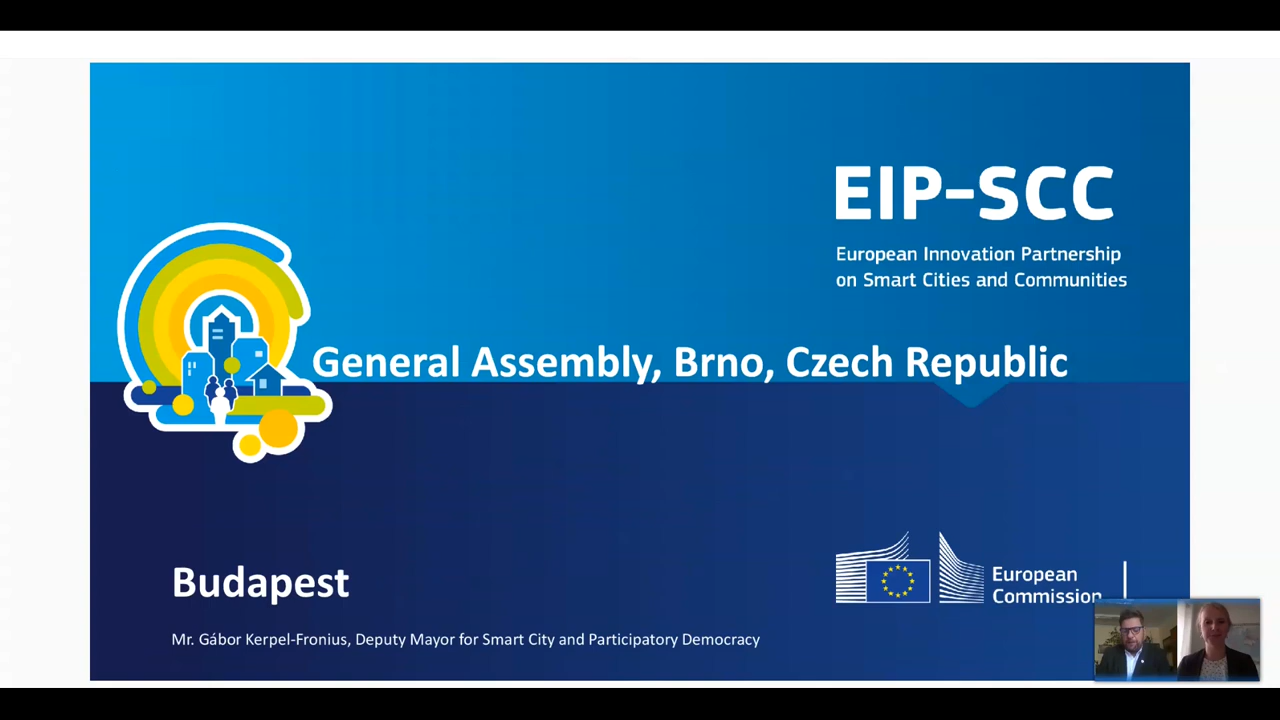 EIP-SCC
European Innovation Partnership
on Smart Cities and Communities
General Assembly, Brno, Czech Republic
Budapest
Mr. Gábor Kerpel-Fronius, Deputy Mayor for Smart City and Participatory Democracy
European
Commission